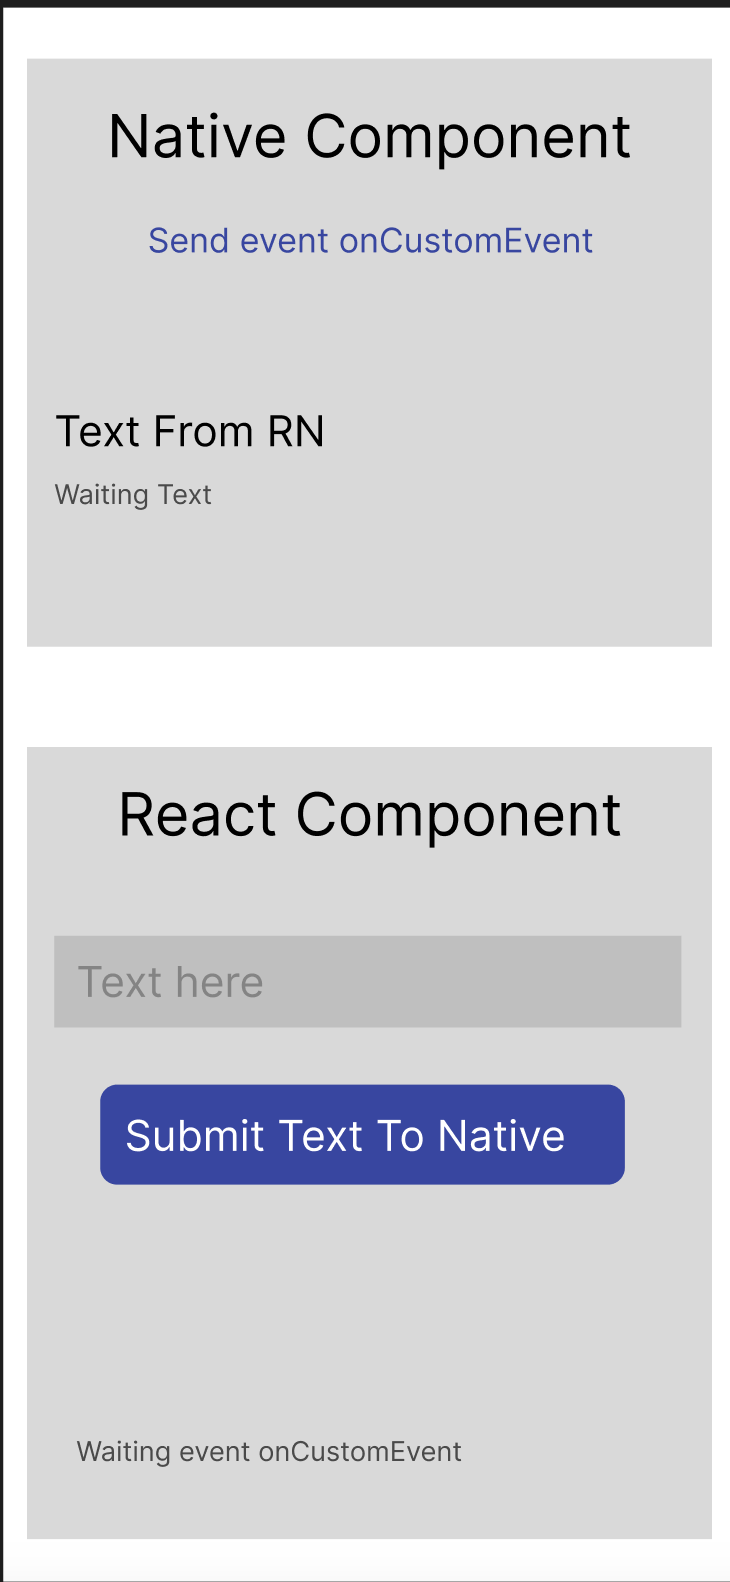 Native Component
Send event onCustomEvent
Text From RN
Waiting Text
React Component
Text here
Submit Text To Native
Waiting event onCustomEvent